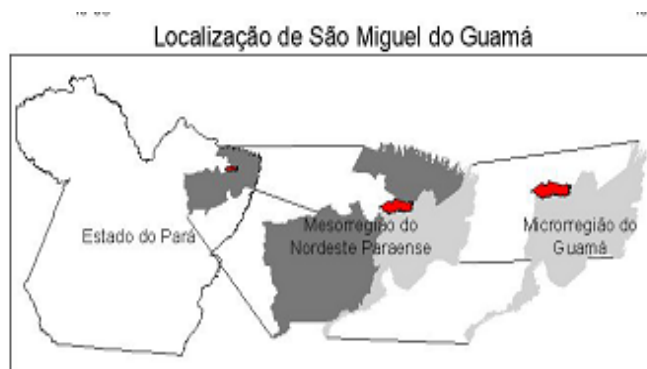 Localização de São Miguel do Guamá
Estado do Pará
Mesorregião do
Nordeste Paraense
Microrregião do
Guamá